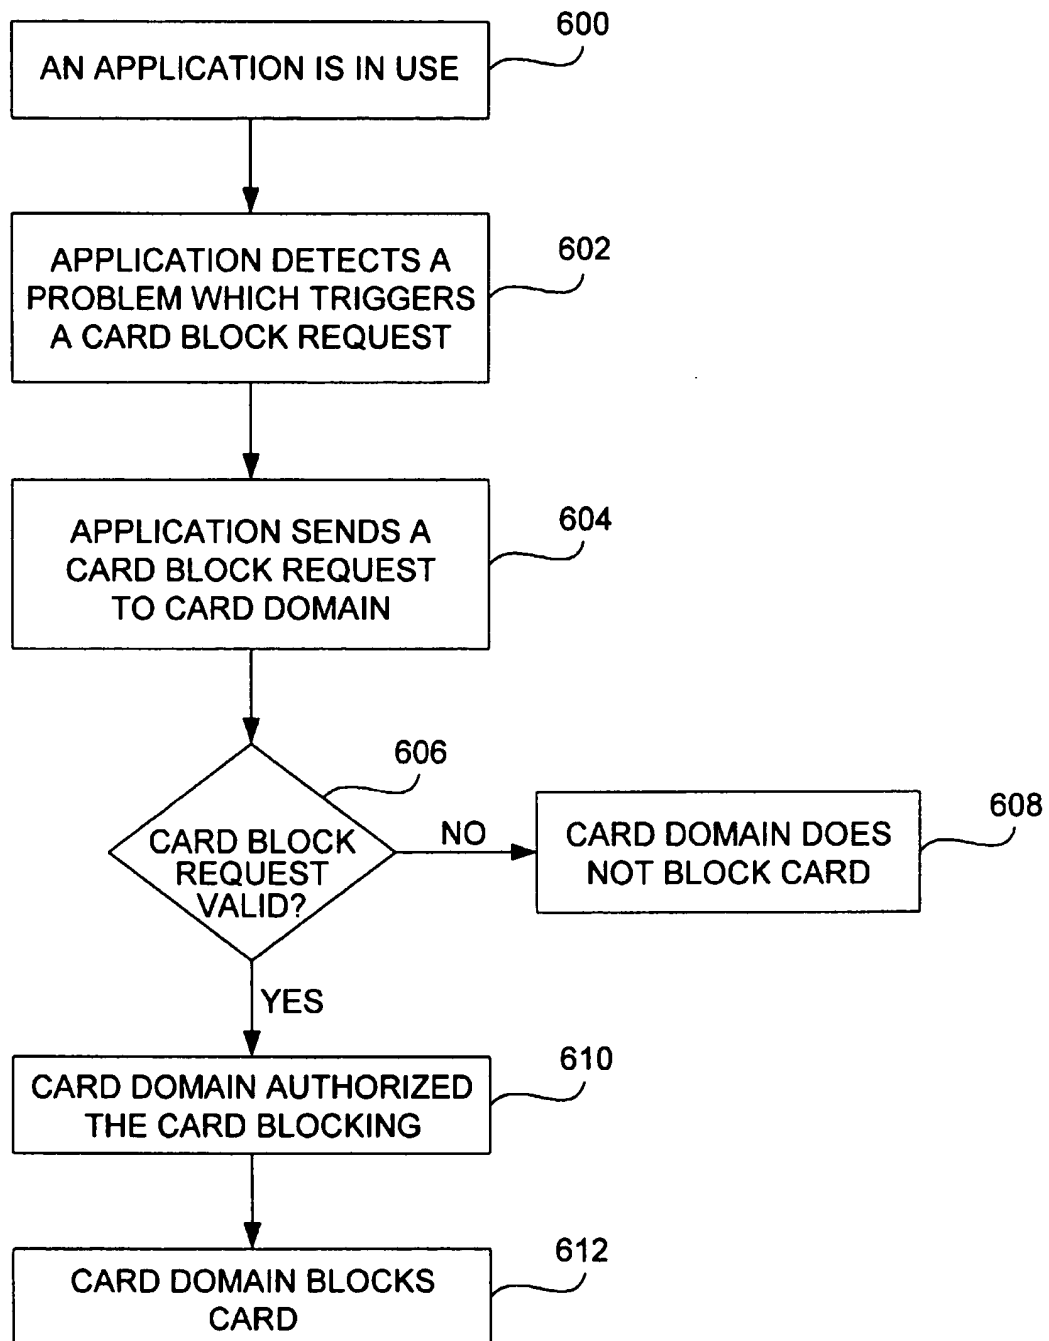 600
AN APPLICATION IS IN USE
602
APPLICATION DETECTS A
PROBLEM WHICH TRIGGERS
A CARD BLOCK REQUEST
604
APPLICATION SENDS A
CARD BLOCK REQUEST
TO CARD DOMAIN
606
CARD BLOCK
REQUEST
VALID?
NO
608
CARD DOMAIN DOES
NOT BLOCK CARD
YES
610
CARD DOMAIN AUTHORIZED
THE CARD BLOCKING
612
CARD DOMAIN BLOCKS
CARD